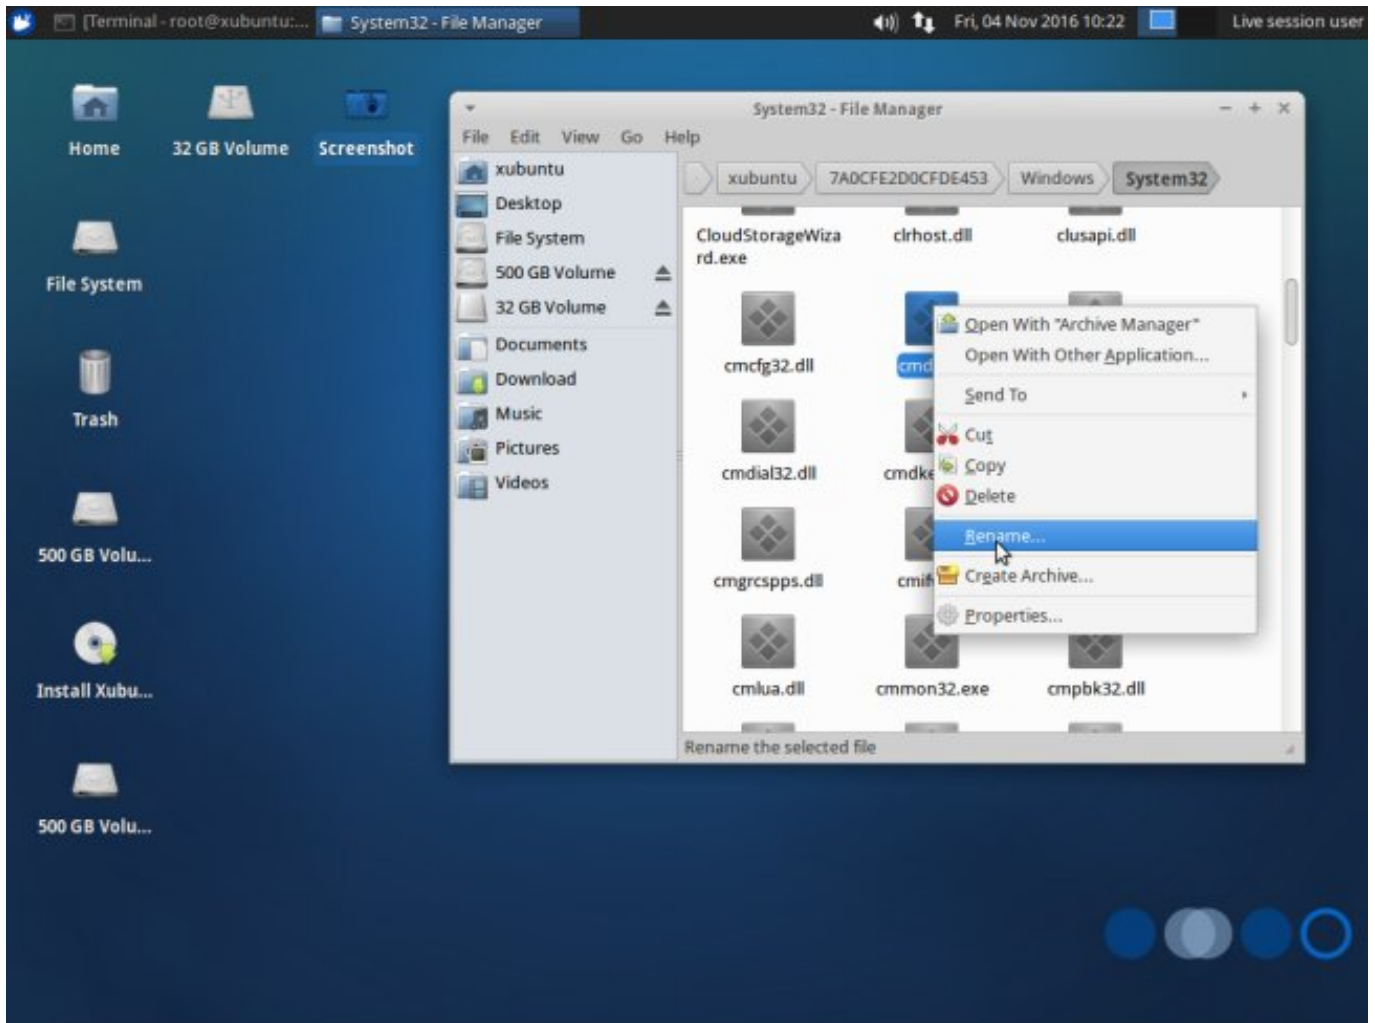 [Terminal - root@xubuntu:...
System32 - File Manager
Fri, 04 Nov 2016 10:22
Live session user
Home
32 GB Volume
Screenshot
File System
Trash
500 GB Volu...
Install Xubu...
500 GB Volu...
System32 - File Manager
File Edit View Go Help
xubuntu
Desktop
File System
500 GB Volume
32 GB Volume
Documents
Download
Music
Pictures
Videos
xubuntu
7A0CFE2D0CFDE453
Windows
System32
CloudStorageWiza
rd.exe
clrhost.dll
clusapi.dll
cmcfg32.dll
cmd
cmdial32.dll
cmdke
cmgrcspps.dll
cmif
cmlua.dll
cmmon32.exe
cmpbk32.dll
Open With "Archive Manager"
Open With Other Application...
Send To
Cut
Copy
Delete
Rename...
Create Archive...
Properties...
Rename the selected file